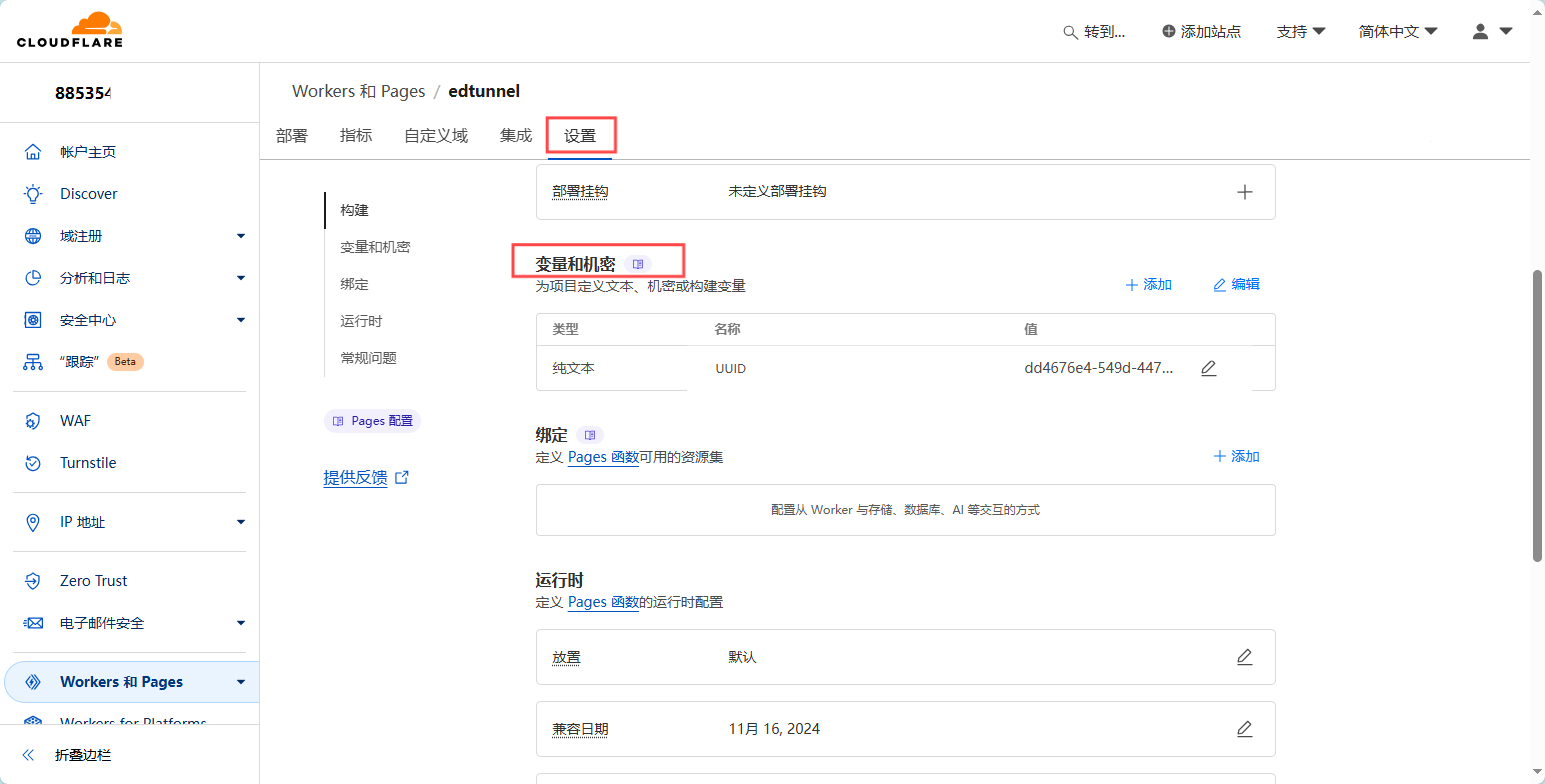 CLOUDFLARE
转到...
添加站点
支持
简体中文
885354
帐户主页
Discover
域注册
分析和日志
安全中心
“跟踪” Beta
WAF
Turnstile
IP 地址
Zero Trust
电子邮件安全
Workers 和 Pages
Workers for Platforms
折叠边栏
Workers 和 Pages / edtunnel
部署 指标 自定义域 集成 设置
构建
变量和机密
绑定
运行时
常规问题
Pages 配置
提供反馈
部署挂钩 未定义部署挂钩
变量和机密
为项目定义文本、机密或构建变量
添加 编辑
类型 名称 值
纯文本 UUID dd4676e4-549d-447...
绑定
定义 Pages 函数可用的资源集
添加
配置从 Worker 与存储、数据库、AI 等交互的方式
运行时
定义 Pages 函数的运行时配置
放置 默认
兼容日期 11月 16, 2024